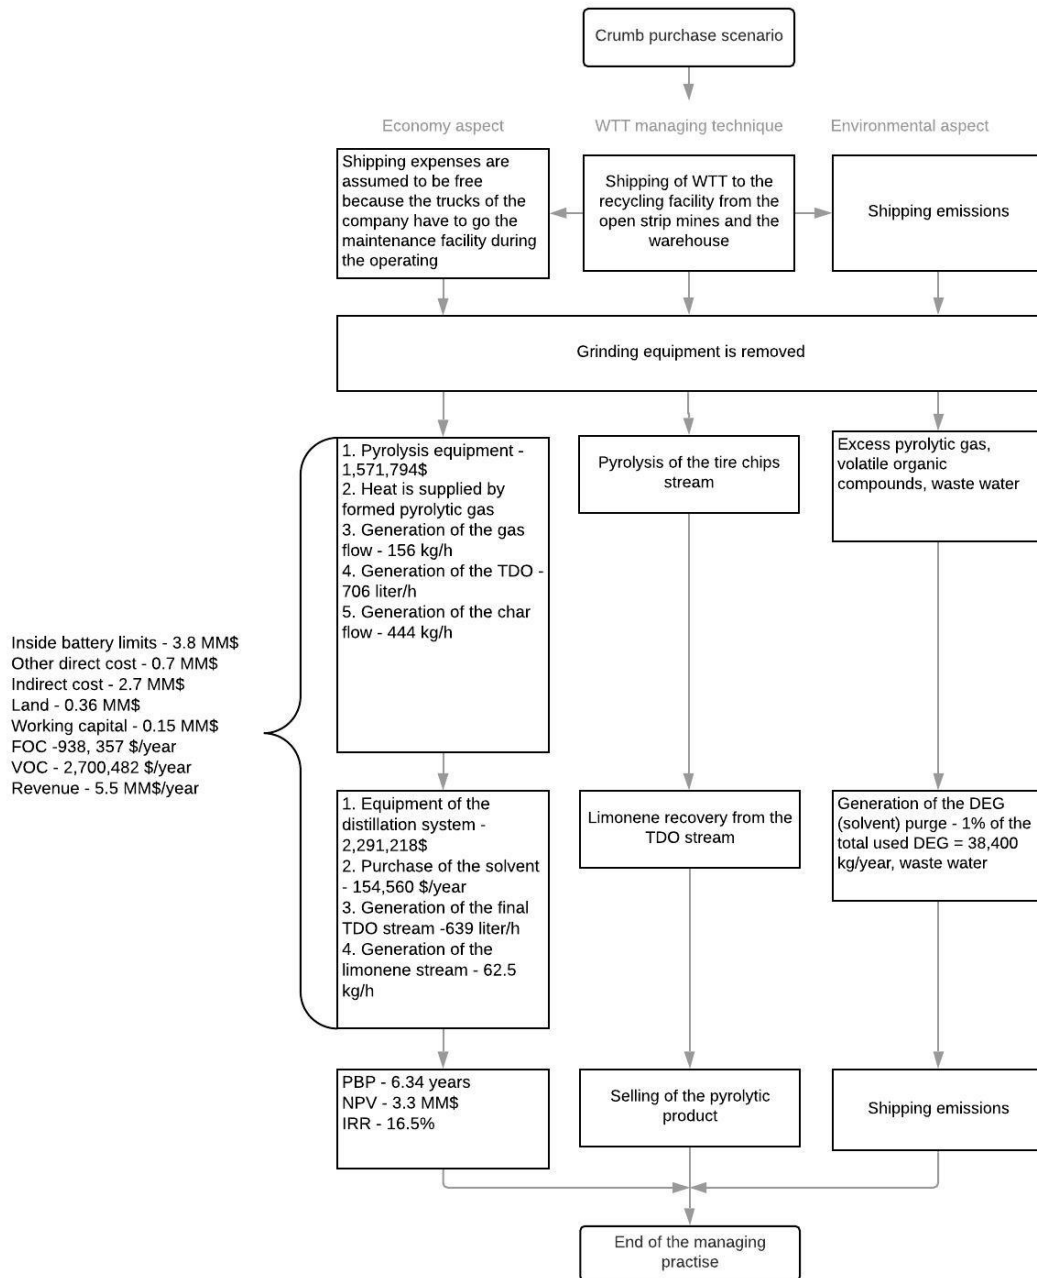 Crumb purchase scenario
Economy aspect
WTT managing technique
Environmental aspect
Shipping expenses are
assumed to be free
because the trucks of the
company have to go the
maintenance facility during
the operating
Shipping of WTT to the
recycling facility from the
open strip mines and the
warehouse
Shipping emissions
Grinding equipment is removed
1. Pyrolysis equipment -
1,571,794$
2. Heat is supplied by
formed pyrolytic gas
3. Generation of the gas
flow - 156 kg/h
4. Generation of the TDO -
706 liter/h
5. Generation of the char
flow - 444 kg/h
Pyrolysis of the tire chips
stream
Excess pyrolytic gas,
volatile organic
compounds, waste water
Inside battery limits - 3.8 MM$
Other direct cost - 0.7 MM$
Indirect cost - 2.7 MM$
Land - 0.36 MM$
Working capital - 0.15 MM$
FOC -938, 357 $/year
VOC - 2,700,482 $/year
Revenue - 5.5 MM$/year
1. Equipment of the
distillation system -
2,291,218$
2. Purchase of the solvent
- 154,560 $/year
3. Generation of the final
TDO stream -639 liter/h
4. Generation of the
limonene stream - 62.5
kg/h
Limonene recovery from the
TDO stream
Generation of the DEG
(solvent) purge - 1% of the
total used DEG = 38,400
kg/year, waste water
PBP - 6.34 years
NPV - 3.3 MM$
IRR - 16.5%
Selling of the pyrolytic
product
Shipping emissions
End of the managing
practise